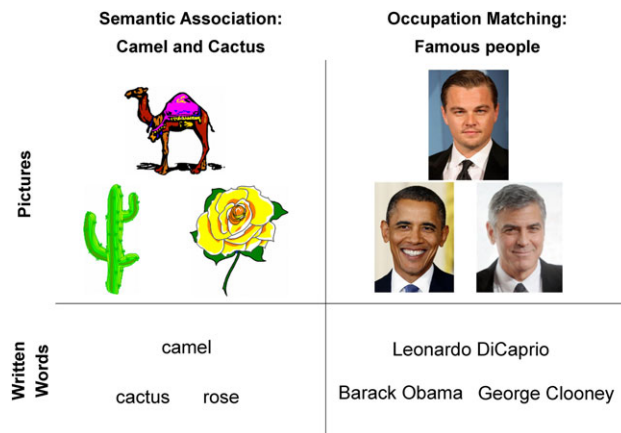 Semantic Association:
Camel and Cactus
Occupation Matching:
Famous people
Pictures
Written
Words
camel
cactus rose
Leonardo DiCaprio
Barack Obama George Clooney